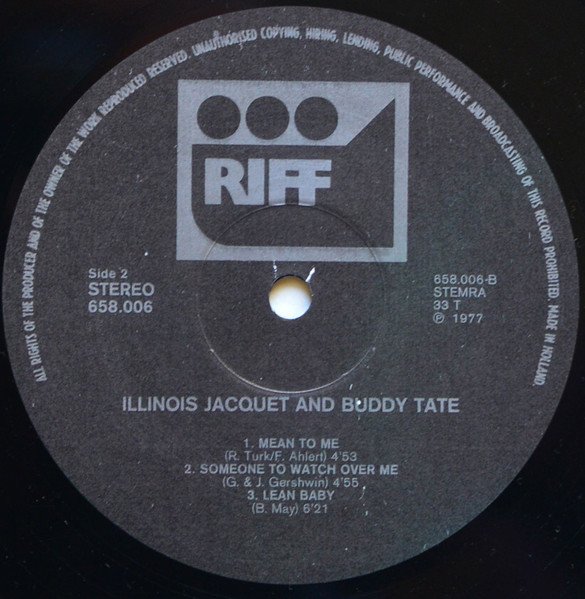 ALL RIGHTS OF THE PRODUCER AND OF THE OWNER OF THE WORK REPRODUCED RESERVED. UNAUTHORISED COPYING, HIRING, LENDING, PUBLIC PERFORMANCE AND BROADCASTING OF THIS RECORD PROHIBITED. MADE IN HOLLAND.
RIFF
Side 2
STEREO
658.006
658.006-B
STEMRA
33 T
℗ 1977
ILLINOIS JACQUET AND BUDDY TATE
1. MEAN TO ME
(R. Turk/F. Ahlert) 4'53
2. SOMEONE TO WATCH OVER ME
(G. & J. Gershwin) 4'55
3. LEAN BABY
(B. May) 6'21